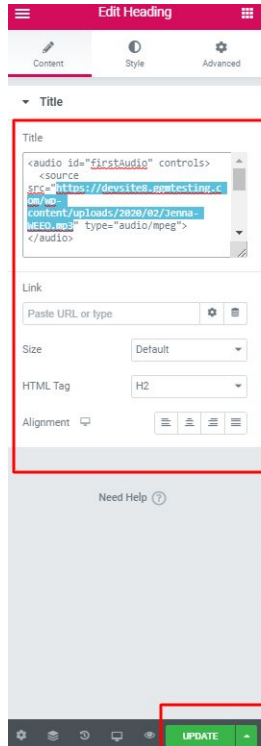 Edit Heading
Content
Style
Advanced
Title
Title
<audio id="firstAudio" controls>
<source
src="https://devsite8.ggmtesting.c
om/wp-
content/uploads/2020/02/Jenna-
WEEO.mp3" type="audio/mpeg">
</audio>
Link
Paste URL or type
Size
Default
HTML Tag
H2
Alignment
Need Help ?
UPDATE